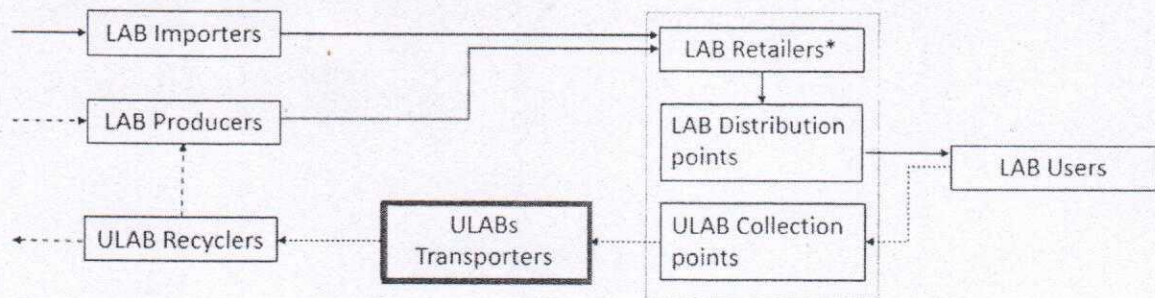 LAB Importers
LAB Retailers*
LAB Producers
LAB Distribution
points
LAB Users
ULAB Recyclers
ULABs
Transporters
ULAB Collection
points